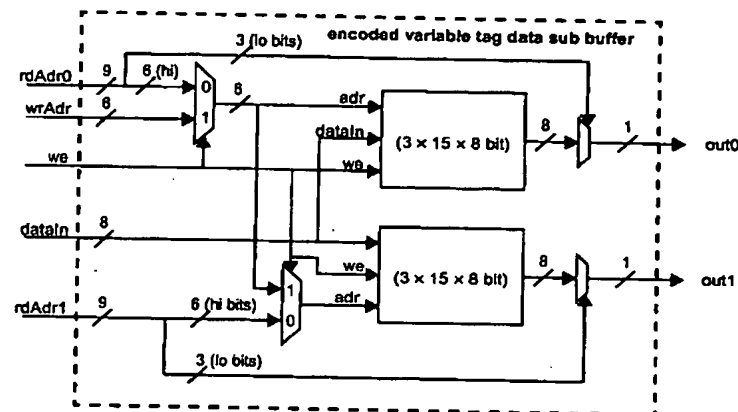 encoded variable tag data sub buffer
3 (lo bits)
rdAdr0 9 6 (hi) 0 6 adr
wrAdr 6 1 dataIn (3 × 15 × 8 bit) 8 1 out0
we we
dataIn 8
we (3 × 15 × 8 bit) 8 1 out1
1 adr
rdAdr1 9 6 (hi bits) 0
3 (lo bits)